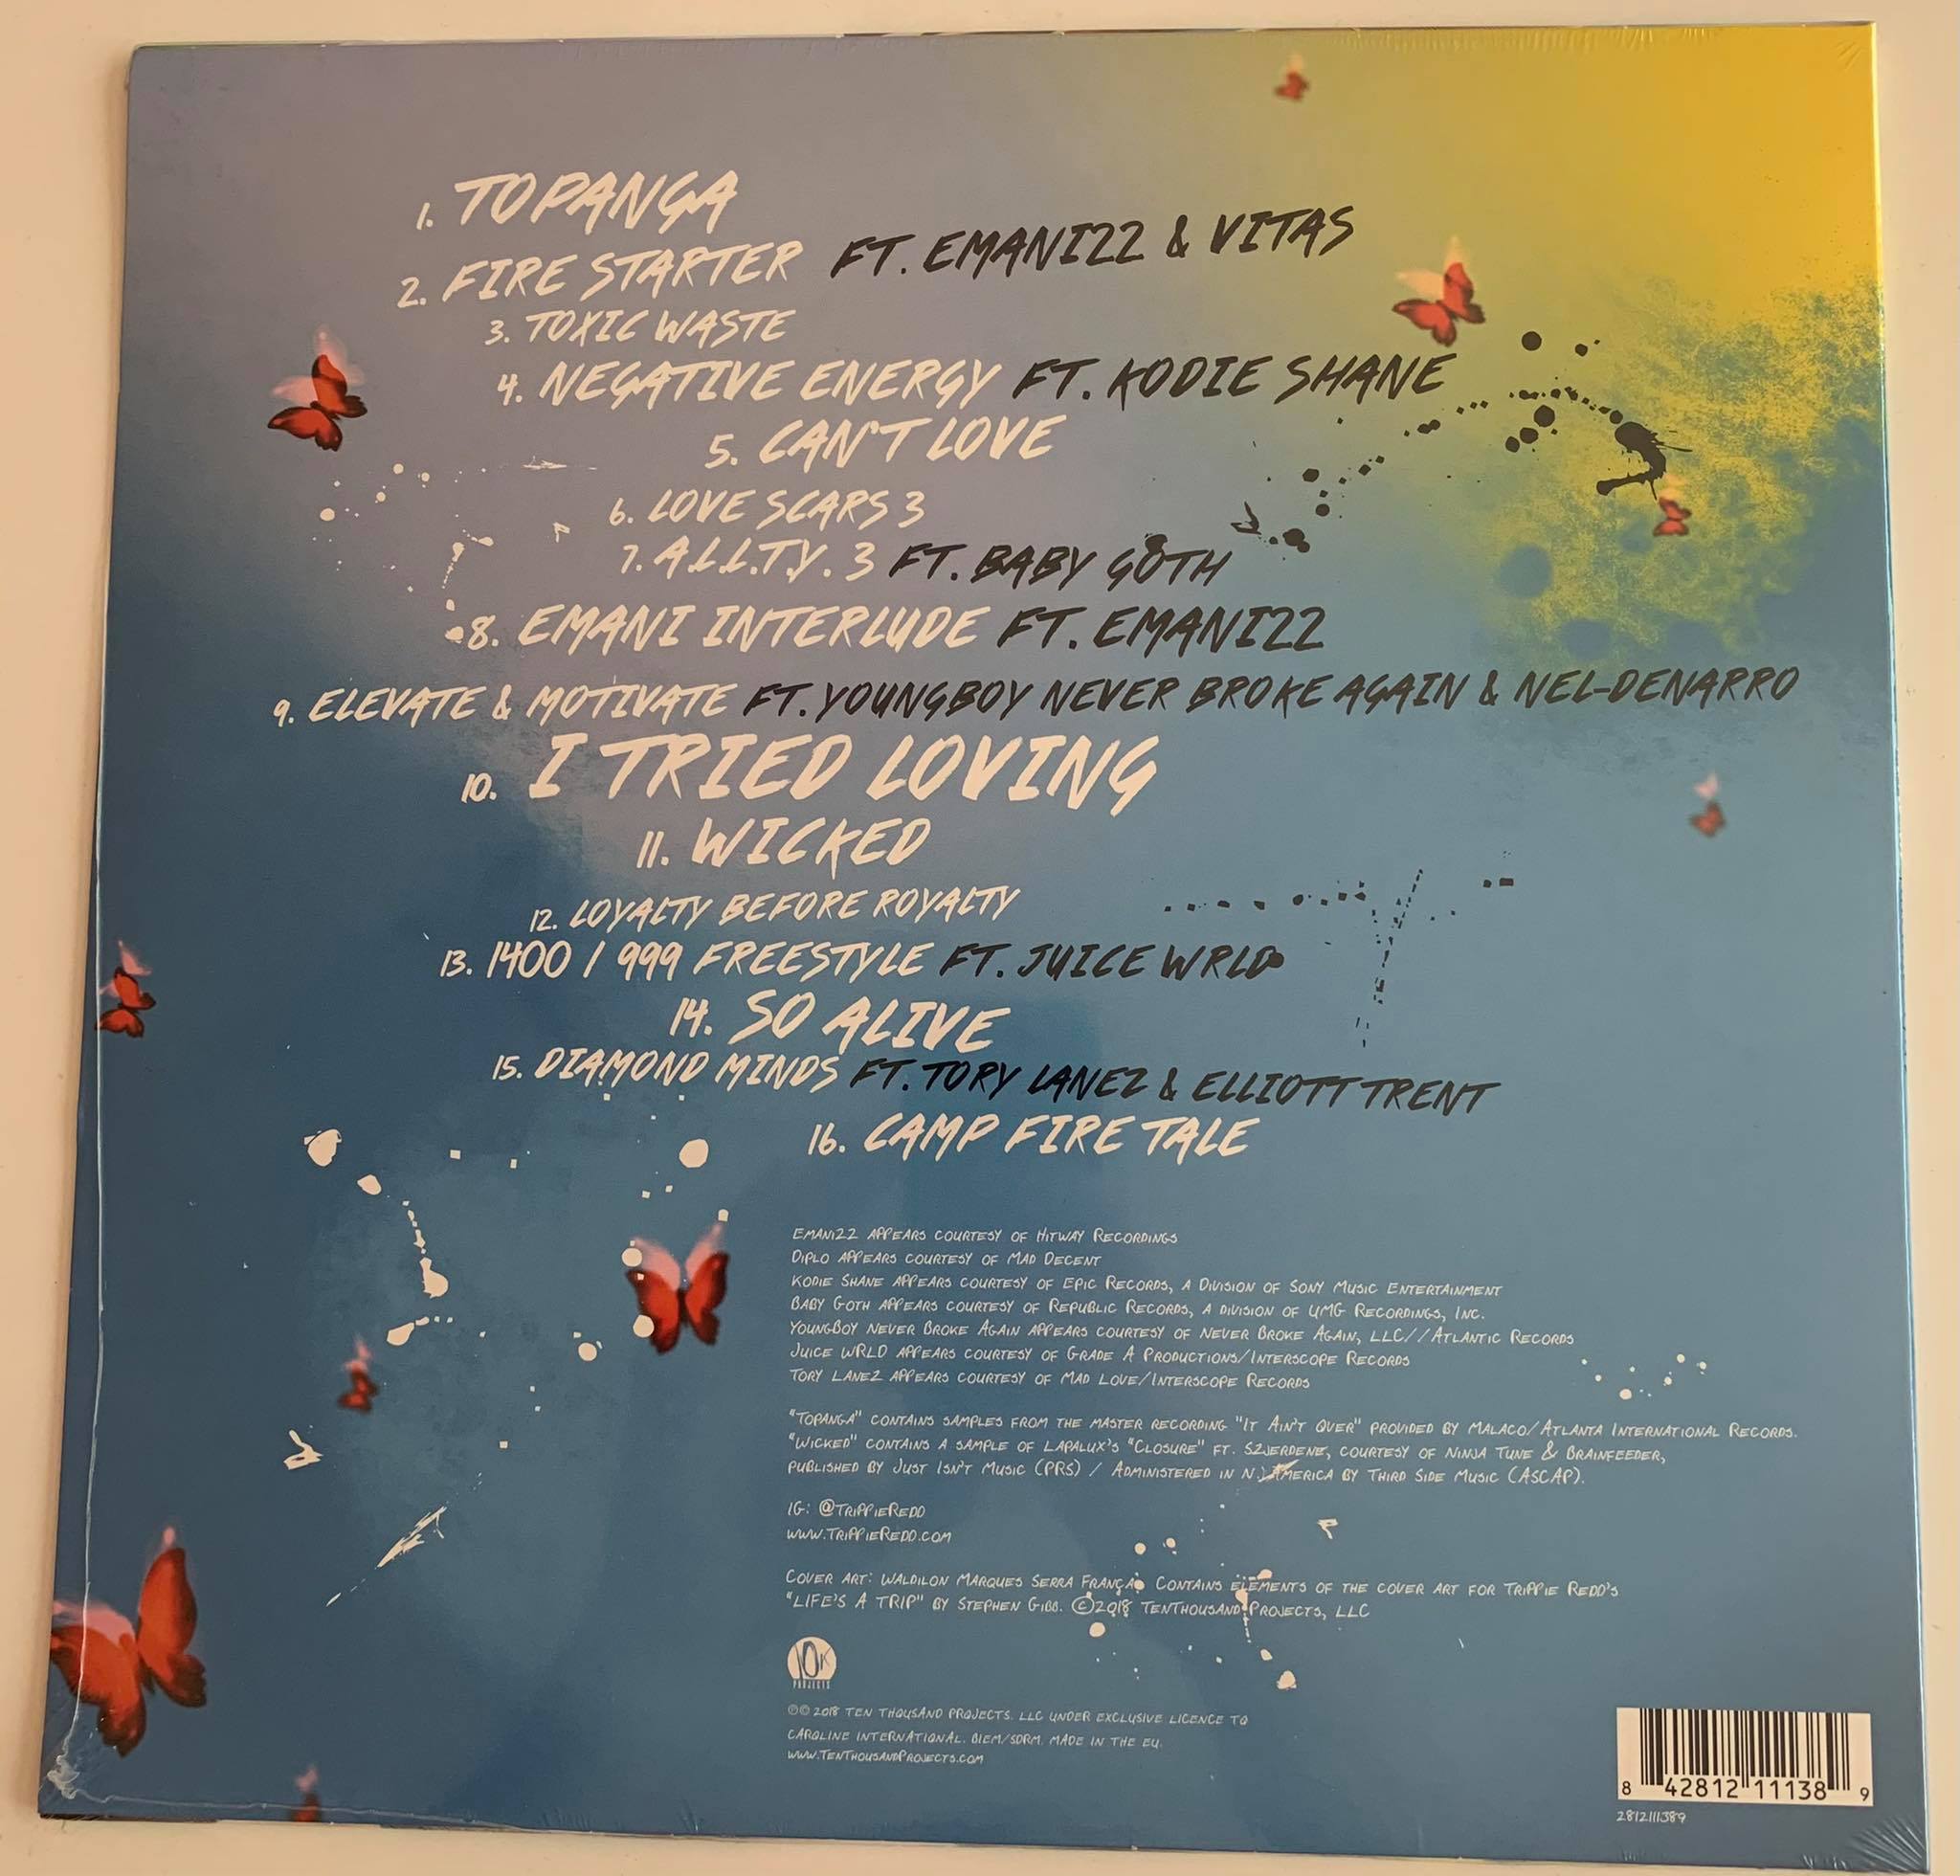 1. TOPANGA
2. FIRE STARTER FT. EMANI22 & VITAS
3. TOXIC WASTE
4. NEGATIVE ENERGY FT. KODIE SHANE
5. CAN'T LOVE
6. LOVE SCARS 3
7. A.L.L.T.Y. 3 FT. BABY GOTH
8. EMANI INTERLUDE FT. EMANI22
9. ELEVATE & MOTIVATE FT. YOUNGBOY NEVER BROKE AGAIN & NEL-DENARRO
10. I TRIED LOVING
11. WICKED
12. LOYALTY BEFORE ROYALTY
13. 1400 / 999 FREESTYLE FT. JUICE WRLD
14. SO ALIVE
15. DIAMOND MINDS FT. TORY LANEZ & ELLIOTT TRENT
16. CAMP FIRE TALE
EMANI22 APPEARS COURTESY OF HITWAY RECORDINGS
DIPLO APPEARS COURTESY OF MAD DECENT
KODIE SHANE APPEARS COURTESY OF EPIC RECORDS, A DIVISION OF SONY MUSIC ENTERTAINMENT
BABY GOTH APPEARS COURTESY OF REPUBLIC RECORDS, A DIVISION OF UMG RECORDINGS, INC.
YOUNGBOY NEVER BROKE AGAIN APPEARS COURTESY OF NEVER BROKE AGAIN, LLC//ATLANTIC RECORDS
JUICE WRLD APPEARS COURTESY OF GRADE A PRODUCTIONS/INTERSCOPE RECORDS
TORY LANEZ APPEARS COURTESY OF MAD LOVE/INTERSCOPE RECORDS
"TOPANGA" CONTAINS SAMPLES FROM THE MASTER RECORDING "IT AIN'T OVER" PROVIDED BY MALACO/ATLANTA INTERNATIONAL RECORDS.
"WICKED" CONTAINS A SAMPLE OF LAPALUX'S "CLOSURE" FT. SZJERDENE, COURTESY OF NINJA TUNE & BRAINFEEDER,
PUBLISHED BY JUST ISN'T MUSIC (PRS) / ADMINISTERED IN N. AMERICA BY THIRD SIDE MUSIC (ASCAP).
IG: @TRIPPIEREDD
WWW.TRIPPIEREDD.COM
COVER ART: WALDILON MARQUES SERRA FRANÇA. CONTAINS ELEMENTS OF THE COVER ART FOR TRIPPIE REDD'S
"LIFE'S A TRIP" BY STEPHEN GIBB. ©2018 TENTHOUSAND PROJECTS, LLC
10K
PROJECTS
℗© 2018 TEN THOUSAND PROJECTS. LLC UNDER EXCLUSIVE LICENCE TO
CAROLINE INTERNATIONAL. BIEM/SDRM. MADE IN THE EU.
WWW.TENTHOUSANDPROJECTS.COM
8 42812 11138 9
2812111389